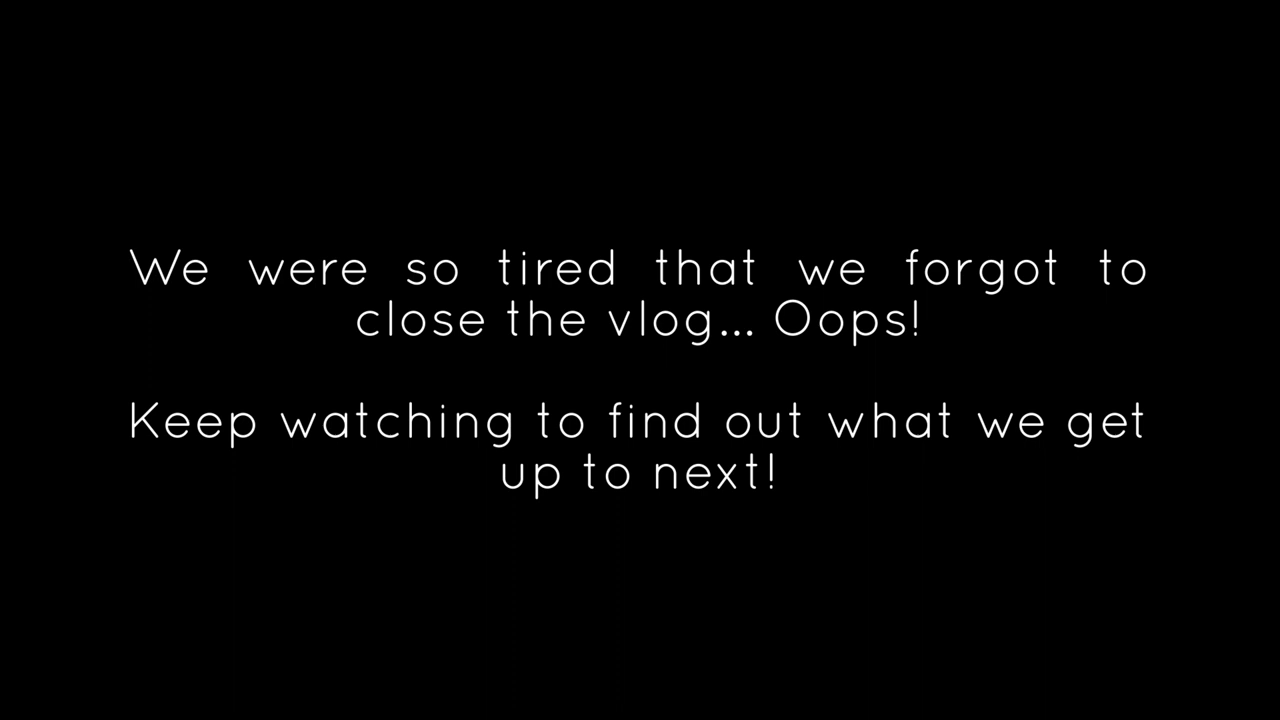 We were so tired that we forgot to
close the vlog... Oops!
Keep watching to find out what we get
up to next!